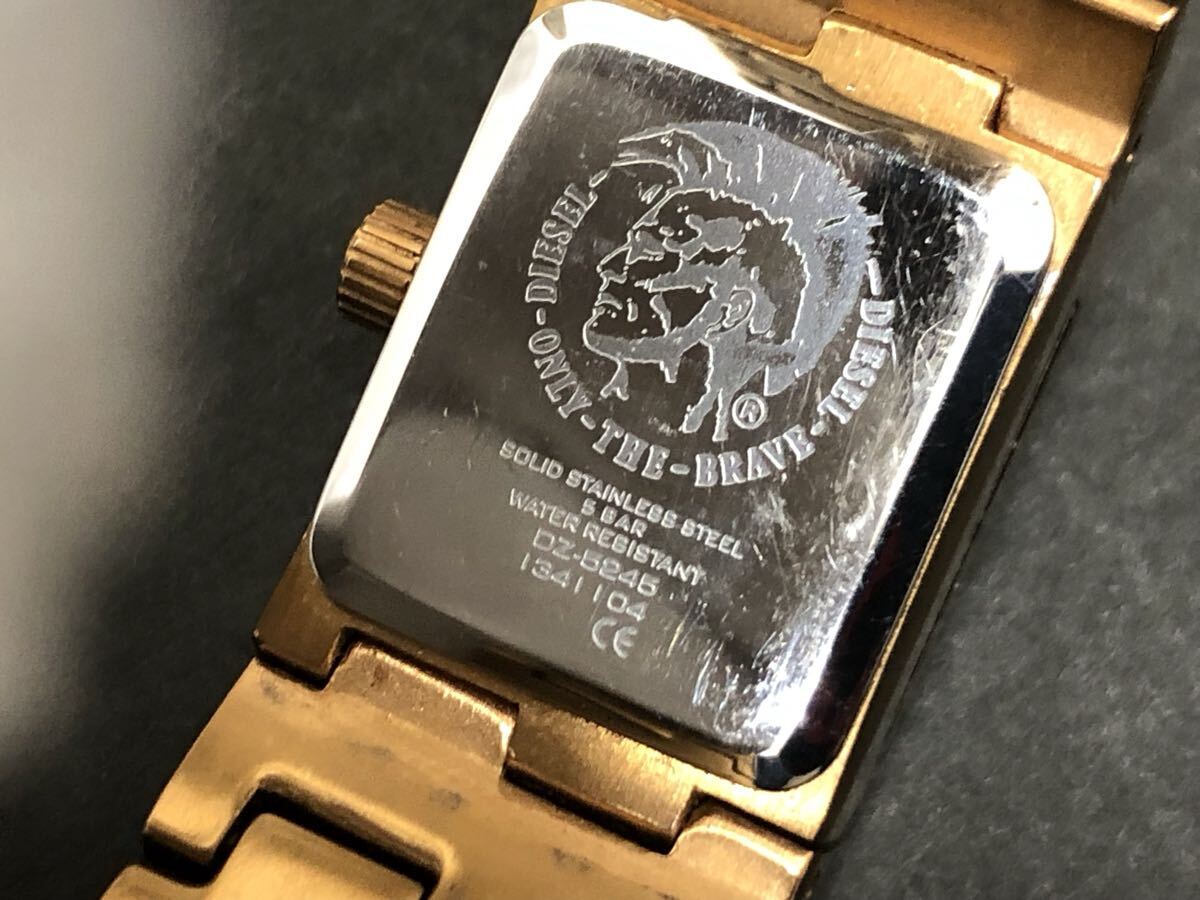 DIESEL-ONLY-THE-BRAVE-DIESEL
®
SOLID STAINLESS STEEL
5 BAR
WATER RESISTANT
DZ-5245
1341104
CE